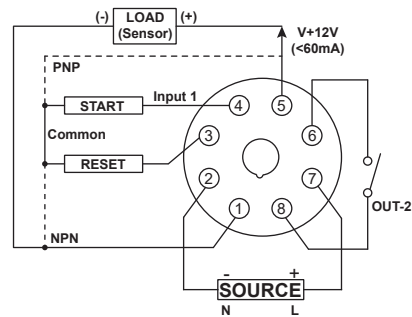 (-) LOAD (+)
(Sensor)
V+12V
(<60mA)
PNP
START Input 1 4 5
Common 3 6
RESET
2 7
NPN 1 8 OUT-2
- +
SOURCE
N L